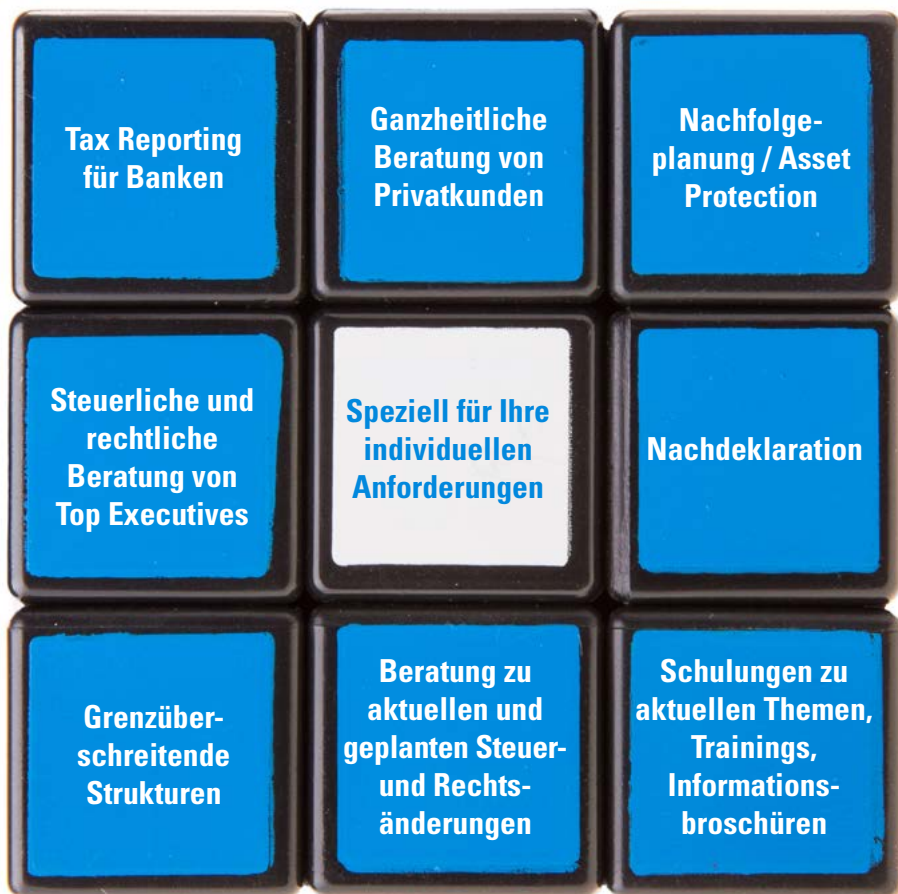 Tax Reporting
für Banken
Ganzheitliche
Beratung von
Privatkunden
Nachfolge-
planung / Asset
Protection
Steuerliche und
rechtliche
Beratung von
Top Executives
Speziell für Ihre
individuellen
Anforderungen
Nachdeklaration
Grenzüber-
schreitende
Strukturen
Beratung zu
aktuellen und
geplanten Steuer-
und Rechts-
änderungen
Schulungen zu
aktuellen Themen,
Trainings,
Informations-
broschüren